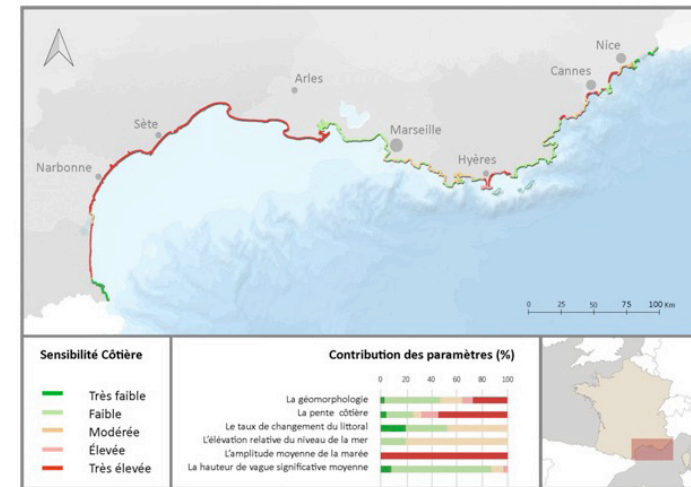 Nice
Cannes
Arles
Sète
Marseille
Narbonne
Hyères
0 25 50 75 100 Km
Sensibilité Côtière
Très faible
Faible
Modérée
Élevée
Très élevée
Contribution des paramètres (%)
0 20 40 60 80 100
La géomorphologie
La pente côtière
Le taux de changement du littoral
L'élévation relative du niveau de la mer
L'amplitude moyenne de la marée
La hauteur de vague significative moyenne